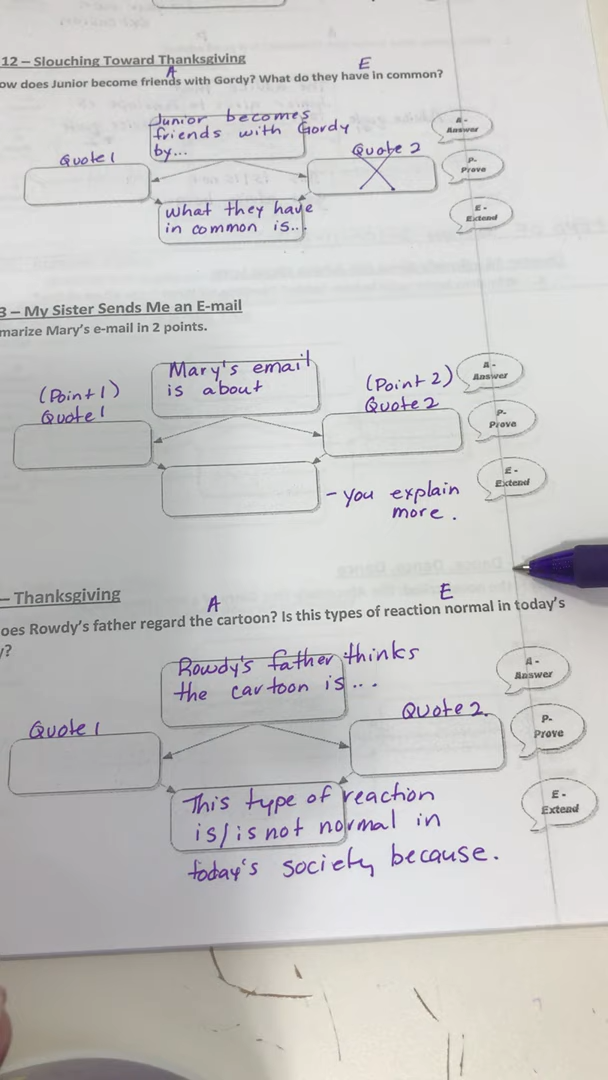 12 – Slouching Toward Thanksgiving
A
E
ow does Junior become friends with Gordy? What do they have in common?
Junior becomes
friends with Gordy
by...
A -
Answer
Quote 1
Quote 2
P-
Prove
what they have
in common is...
E -
Extend
3 – My Sister Sends Me an E-mail
marize Mary's e-mail in 2 points.
Mary's email
is about
A -
Answer
(Point 1)
Quote 1
(Point 2)
Quote 2
P-
Prove
E -
Extend
- you explain
more.
– Thanksgiving
A
E
oes Rowdy's father regard the cartoon? Is this types of reaction normal in today's
y?
Rowdy's father thinks
the cartoon is...
A -
Answer
Quote 1
Quote 2.
P-
Prove
This type of reaction
is/is not normal in
today's society because.
E -
Extend